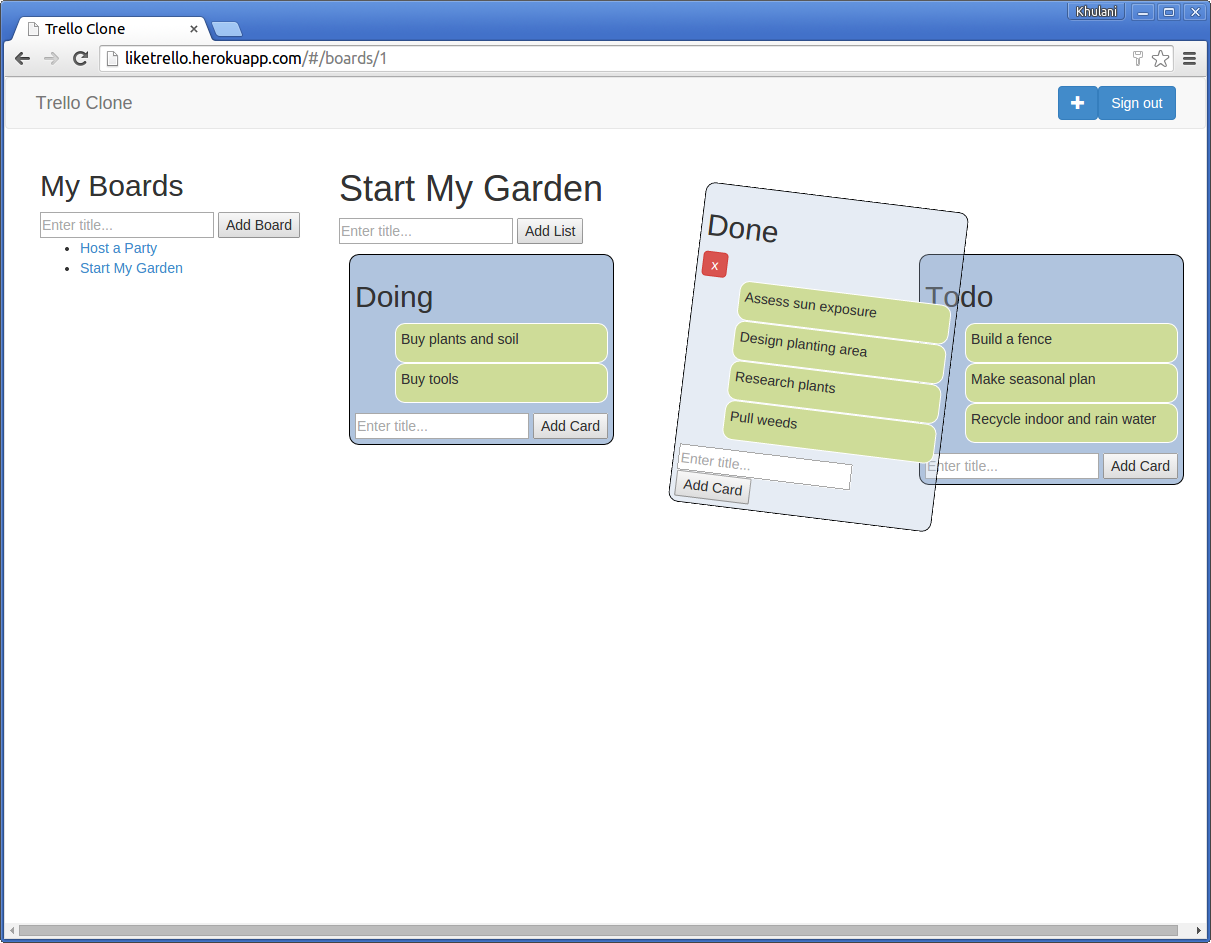 Khulani
Trello Clone
liketrello.herokuapp.com/#/boards/1
Trello Clone
Sign out
My Boards
Enter title...
Add Board
Host a Party
Start My Garden
Start My Garden
Enter title...
Add List
Doing
Buy plants and soil
Buy tools
Enter title...
Add Card
Done
x
Assess sun exposure
Design planting area
Research plants
Pull weeds
Enter title...
Add Card
Todo
Build a fence
Make seasonal plan
Recycle indoor and rain water
Enter title...
Add Card